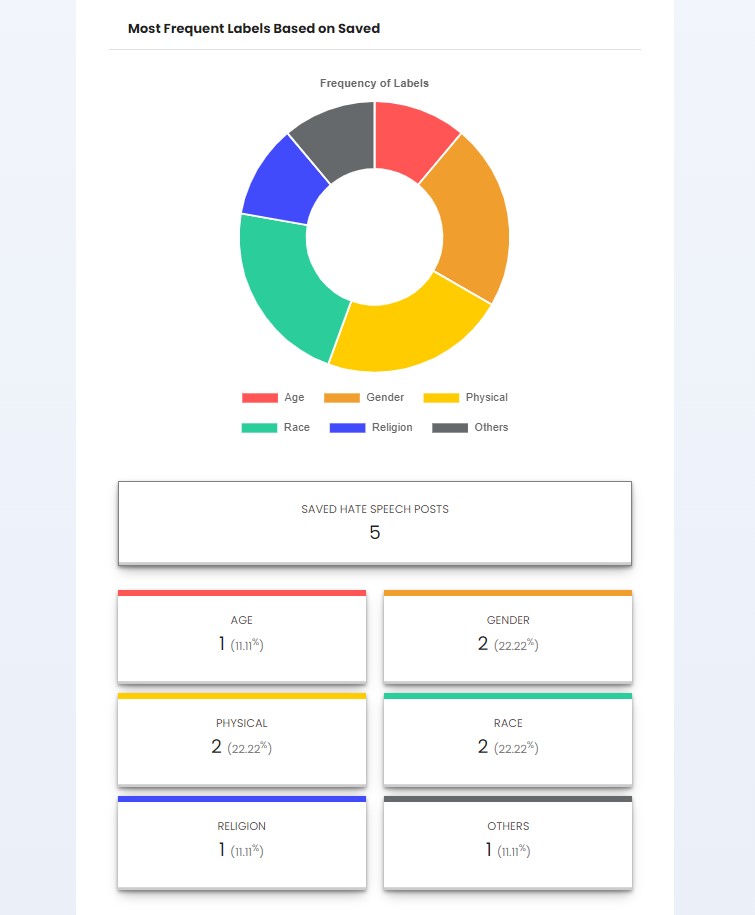 Most Frequent Labels Based on Saved
Frequency of Labels
Age Gender Physical
Race Religion Others
SAVED HATE SPEECH POSTS
5
AGE GENDER
1 (11.11%) 2 (22.22%)
PHYSICAL RACE
2 (22.22%) 2 (22.22%)
RELIGION OTHERS
1 (11.11%) 1 (11.11%)